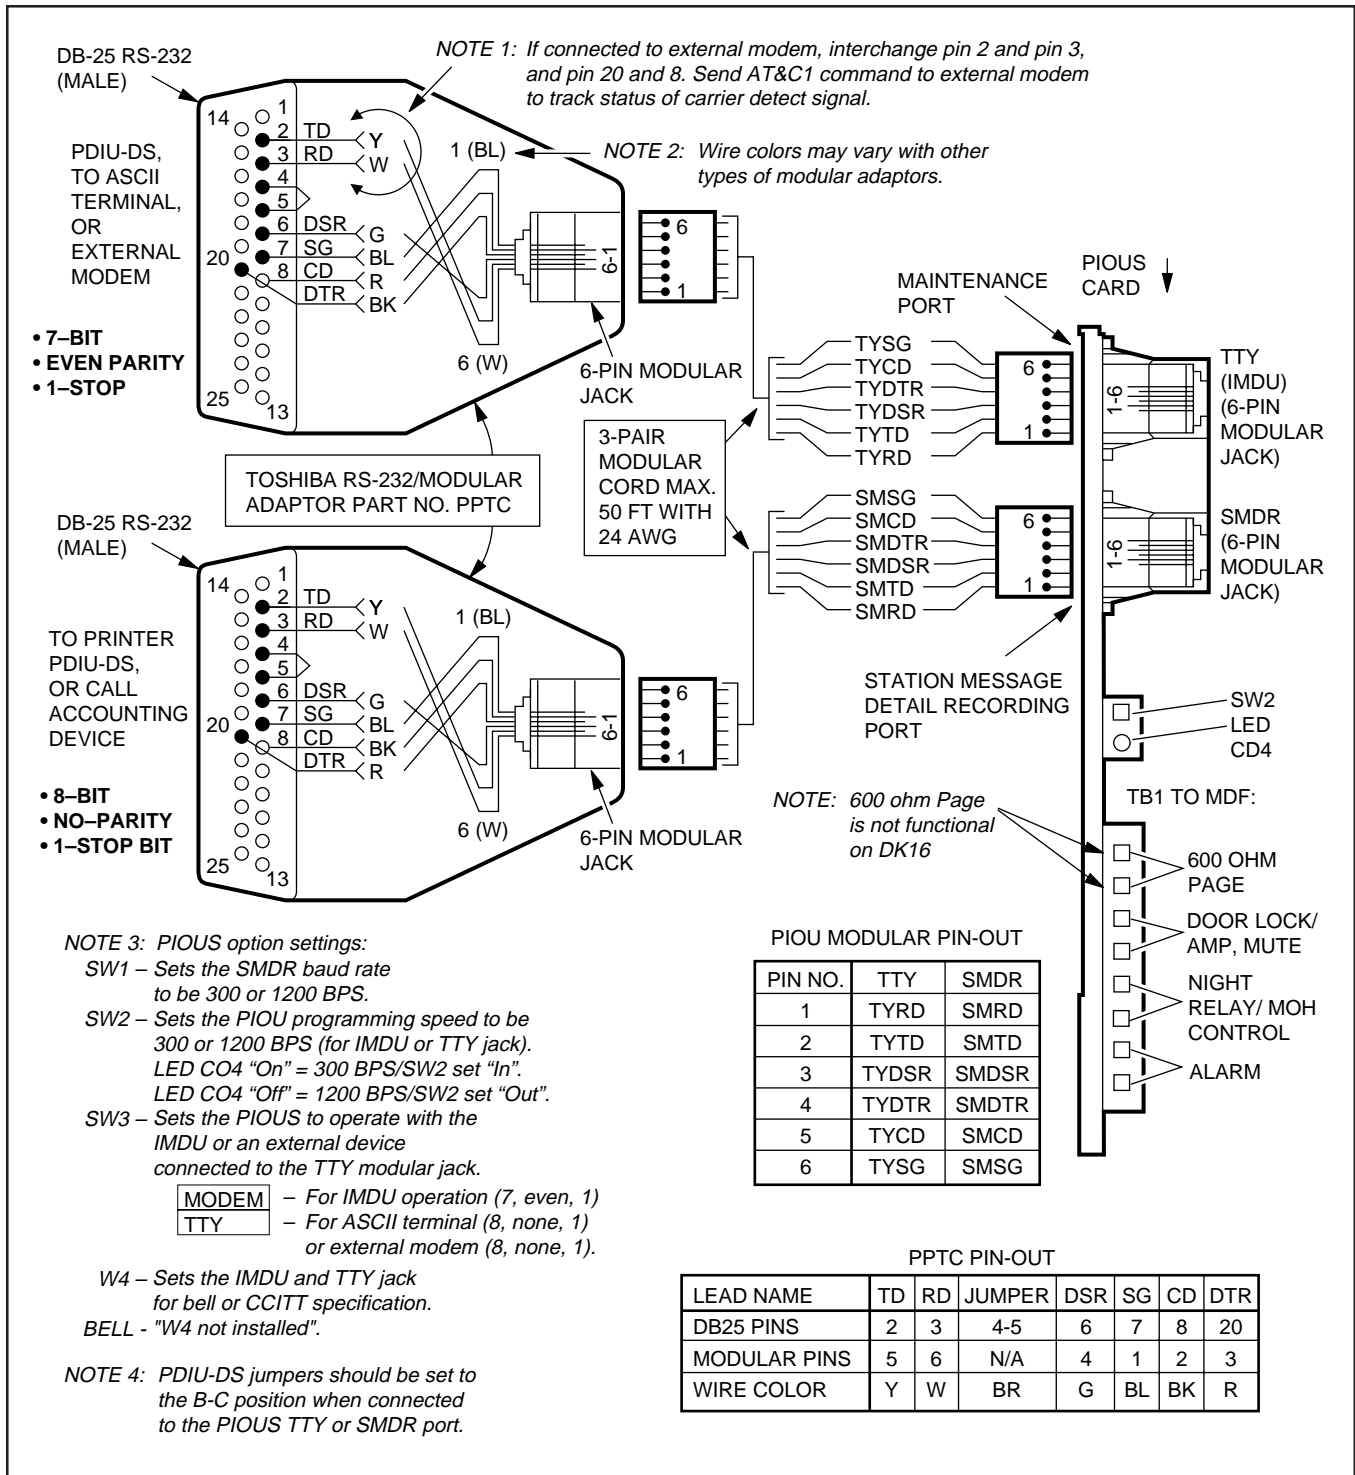 DB-25 RS-232
(MALE)
NOTE 1: If connected to external modem, interchange pin 2 and pin 3,
and pin 20 and 8. Send AT&C1 command to external modem
to track status of carrier detect signal.
PDIU-DS,
TO ASCII
TERMINAL,
OR
EXTERNAL
MODEM
• 7–BIT
• EVEN PARITY
• 1–STOP
14
20
25
1
2 TD Y
3 RD W
4
5
6 DSR G
7 SG BL
8 CD R
DTR BK
13
1 (BL)
NOTE 2: Wire colors may vary with other
types of modular adaptors.
6 (W)
6-1
6
1
6-PIN MODULAR
JACK
TOSHIBA RS-232/MODULAR
ADAPTOR PART NO. PPTC
3-PAIR
MODULAR
CORD MAX.
50 FT WITH
24 AWG
MAINTENANCE
PORT
PIOUS
CARD
TYSG
TYCD
TYDTR
TYDSR
TYTD
TYRD
6
1
1-6
TTY
(IMDU)
(6-PIN
MODULAR
JACK)
SMSG
SMCD
SMDTR
SMDSR
SMTD
SMRD
6
1
1-6
SMDR
(6-PIN
MODULAR
JACK)
STATION MESSAGE
DETAIL RECORDING
PORT
DB-25 RS-232
(MALE)
TO PRINTER
PDIU-DS,
OR CALL
ACCOUNTING
DEVICE
• 8–BIT
• NO–PARITY
• 1–STOP BIT
14
20
25
1
2 TD Y
3 RD W
4
5
6 DSR G
7 SG BL
8 CD BK
DTR R
13
1 (BL)
6 (W)
6-1
6
1
6-PIN MODULAR
JACK
SW2
LED
CD4
TB1 TO MDF:
NOTE: 600 ohm Page
is not functional
on DK16
600 OHM
PAGE
DOOR LOCK/
AMP, MUTE
NIGHT
RELAY/ MOH
CONTROL
ALARM
NOTE 3: PIOUS option settings:
SW1 – Sets the SMDR baud rate
to be 300 or 1200 BPS.
SW2 – Sets the PIOU programming speed to be
300 or 1200 BPS (for IMDU or TTY jack).
LED CO4 “On” = 300 BPS/SW2 set “In”.
LED CO4 “Off” = 1200 BPS/SW2 set “Out”.
SW3 – Sets the PIOUS to operate with the
IMDU or an external device
connected to the TTY modular jack.
MODEM – For IMDU operation (7, even, 1)
TTY – For ASCII terminal (8, none, 1)
or external modem (8, none, 1).
W4 – Sets the IMDU and TTY jack
for bell or CCITT specification.
BELL - "W4 not installed".
NOTE 4: PDIU-DS jumpers should be set to
the B-C position when connected
to the PIOUS TTY or SMDR port.
PIOU MODULAR PIN-OUT
PIN NO. TTY SMDR
1 TYRD SMRD
2 TYTD SMTD
3 TYDSR SMDSR
4 TYDTR SMDTR
5 TYCD SMCD
6 TYSG SMSG
PPTC PIN-OUT
LEAD NAME TD RD JUMPER DSR SG CD DTR
DB25 PINS 2 3 4-5 6 7 8 20
MODULAR PINS 5 6 N/A 4 1 2 3
WIRE COLOR Y W BR G BL BK R